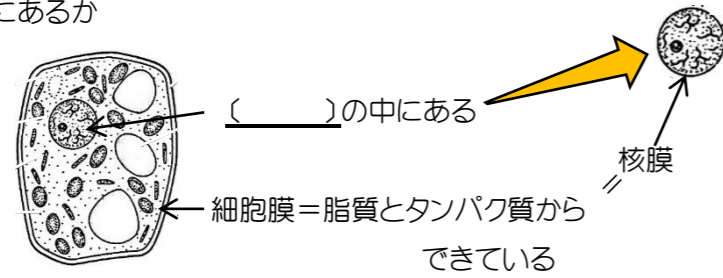 にあるか
(　　　)の中にある
核膜
＝
細胞膜＝脂質とタンパク質から
できている